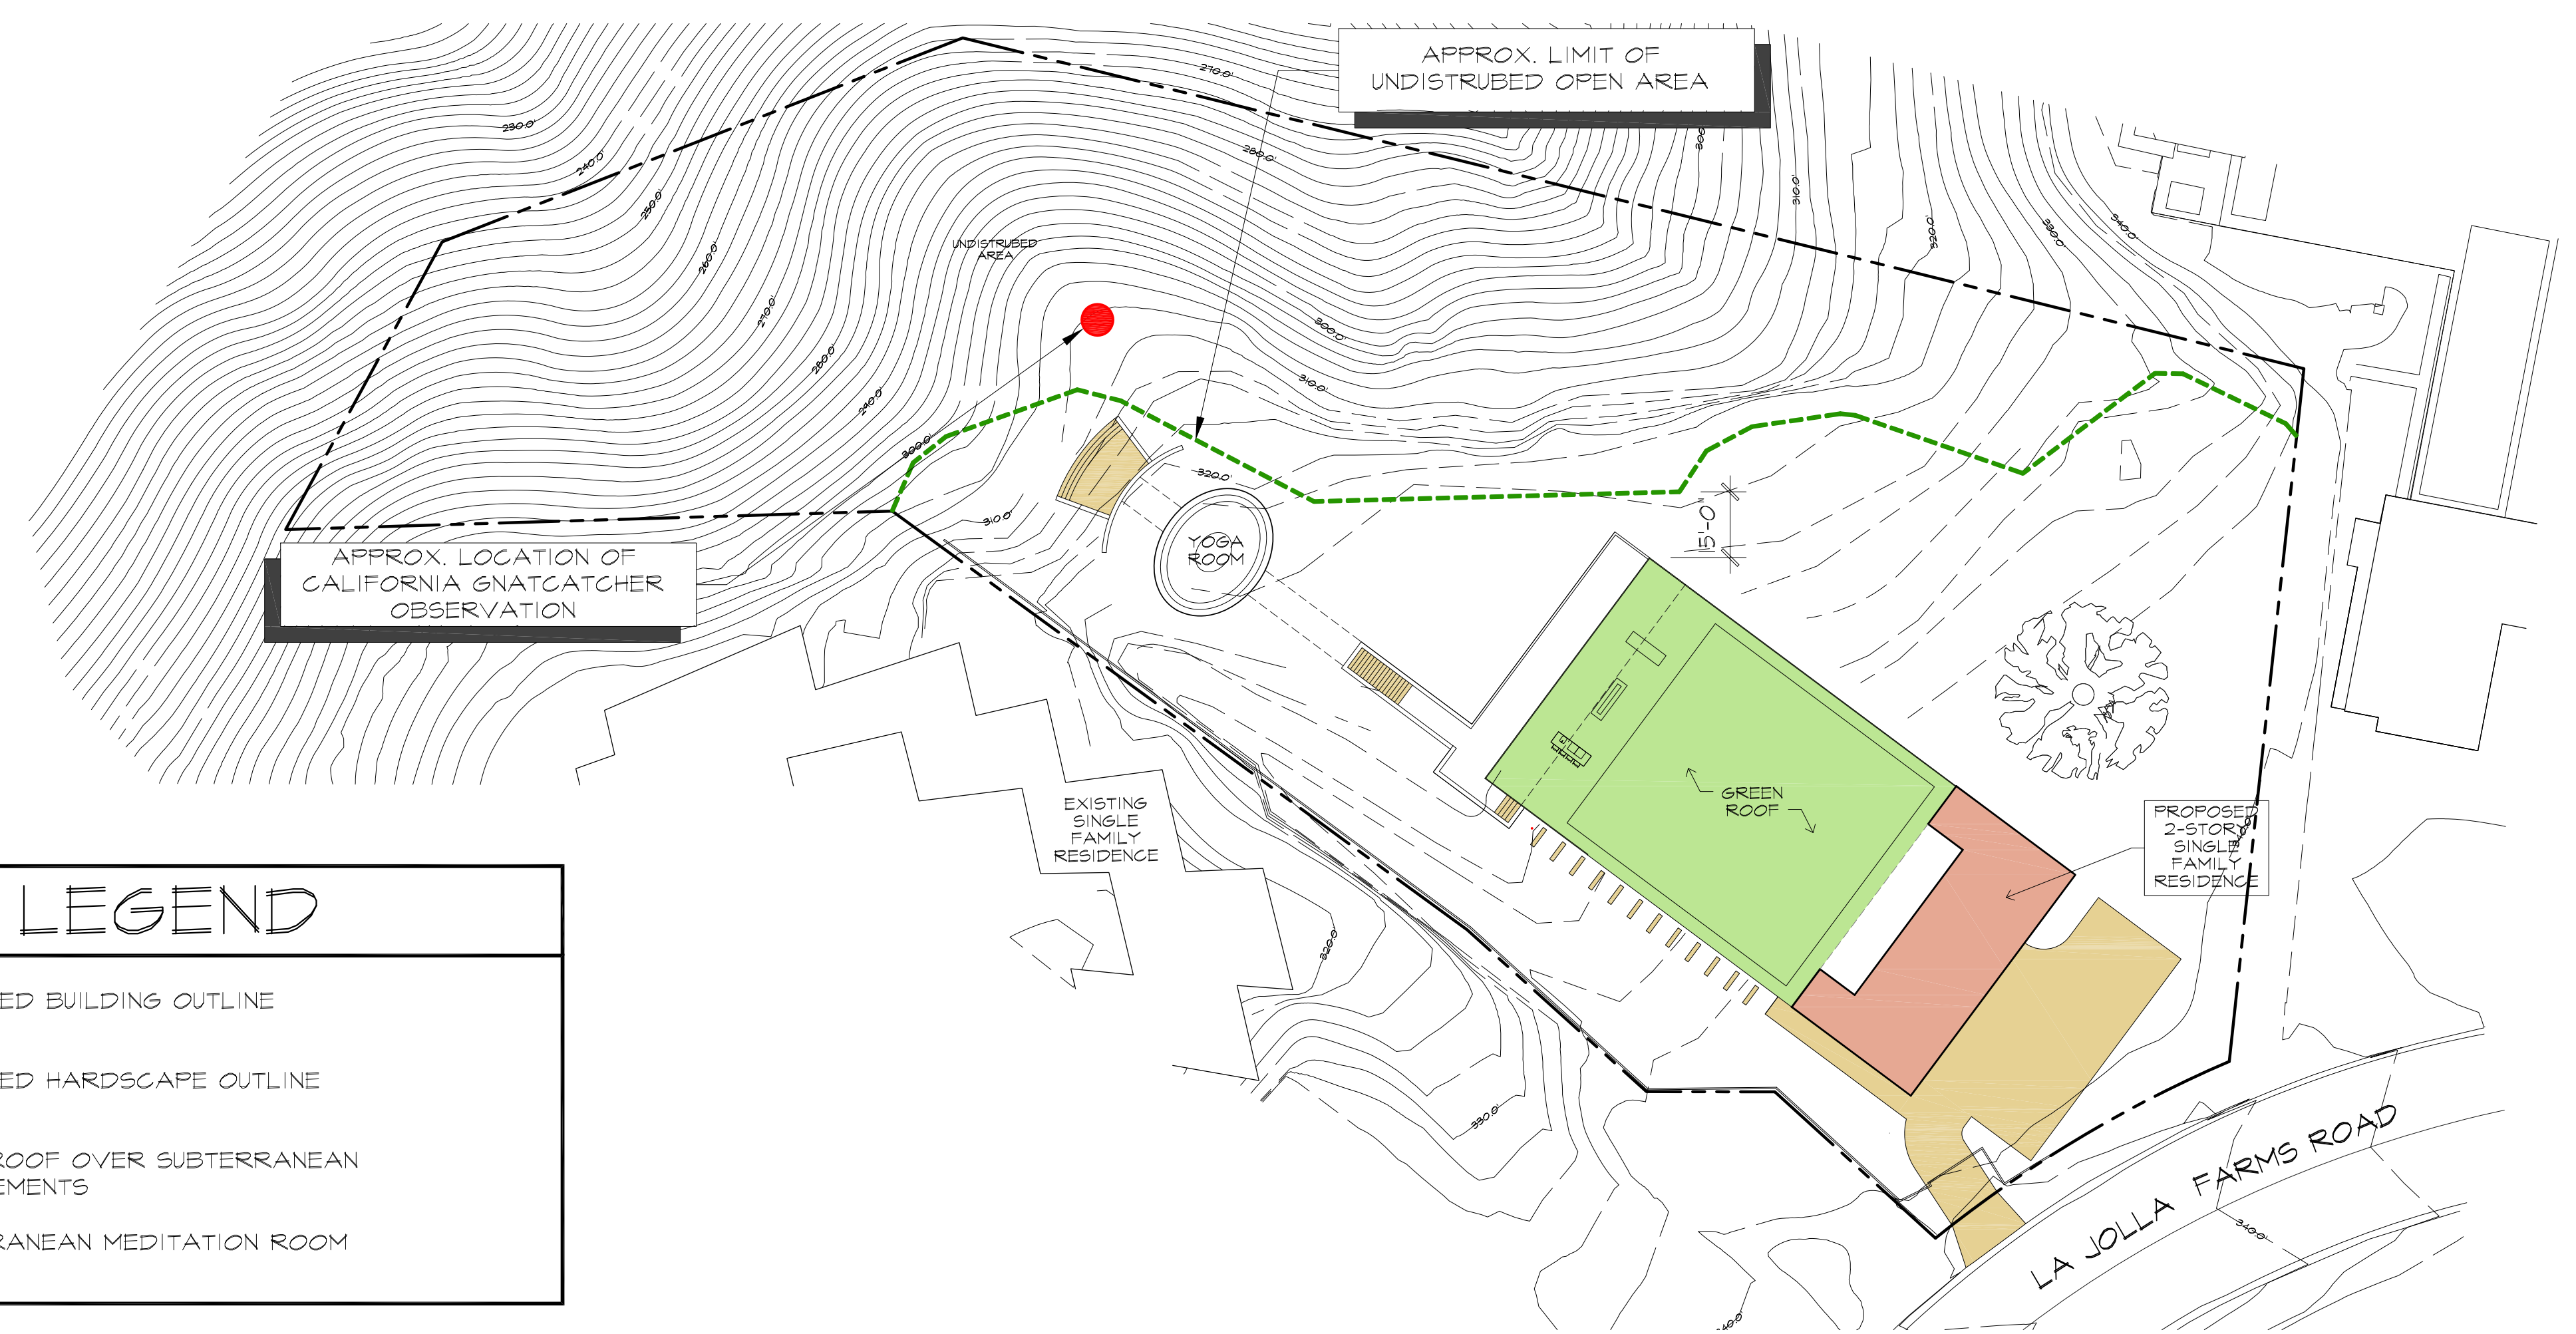 APPROX. LIMIT OF
UNDISTRUBED OPEN AREA
270.0'
280.0'
230.0'
240.0'
250.0'
260.0'
270.0'
280.0'
240.0'
300.0'
310.0'
300.0'
310.0'
320.0'
310.0'
320.0'
330.0'
340.0'
UNDISTRUBED
AREA
15'-0"
YOGA
ROOM
APPROX. LOCATION OF
CALIFORNIA GNATCATCHER
OBSERVATION
EXISTING
SINGLE
FAMILY
RESIDENCE
GREEN
ROOF
PROPOSED
2-STORY
SINGLE
FAMILY
RESIDENCE
320.0'
330.0'
340.0'
LA JOLLA FARMS ROAD
LEGEND
ED BUILDING OUTLINE
ED HARDSCAPE OUTLINE
ROOF OVER SUBTERRANEAN
EMENTS
RANEAN MEDITATION ROOM